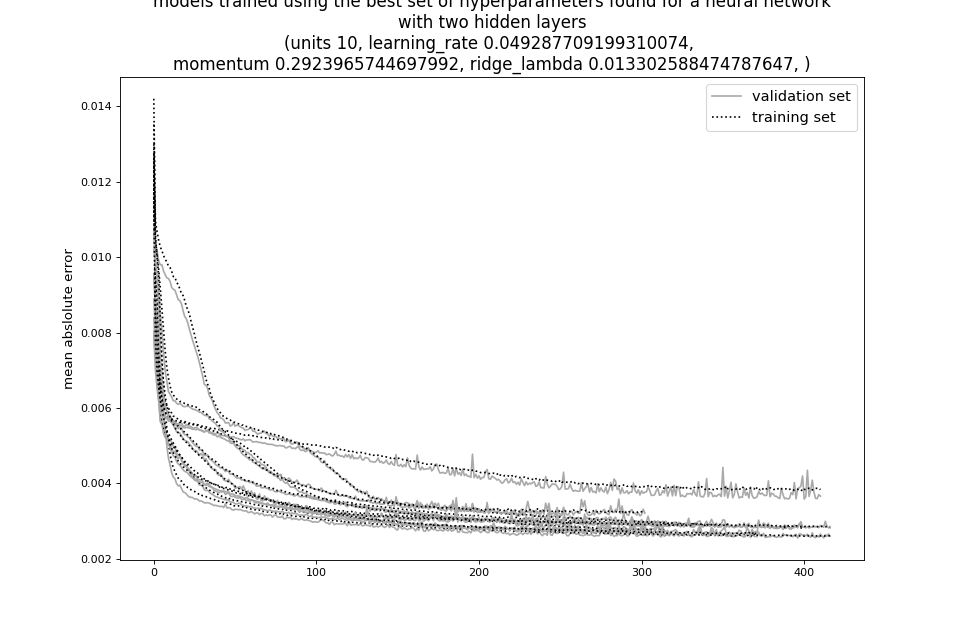 models trained using the best set of hyperparameters found for a neural network
with two hidden layers
(units 10, learning_rate 0.049287709199310074,
momentum 0.2923965744697992, ridge_lambda 0.013302588474787647, )
validation set
training set
mean abslolute error
0.014
0.012
0.010
0.008
0.006
0.004
0.002
0
100
200
300
400